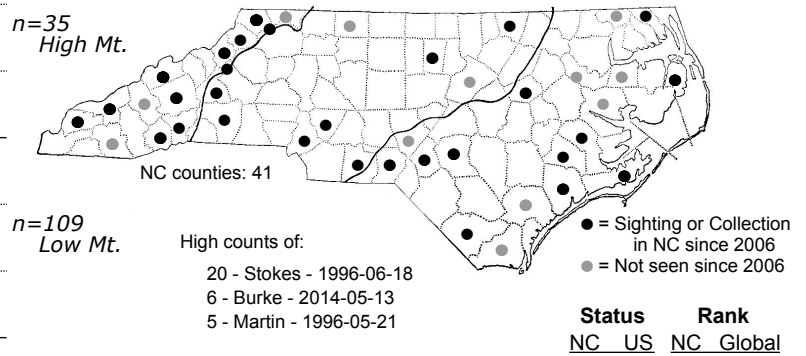 n=35
High Mt.
NC counties: 41
n=109
Low Mt.
High counts of:
20 - Stokes - 1996-06-18
6 - Burke - 2014-05-13
5 - Martin - 1996-05-21
= Sighting or Collection
in NC since 2006
= Not seen since 2006
Status Rank
NC US NC Global